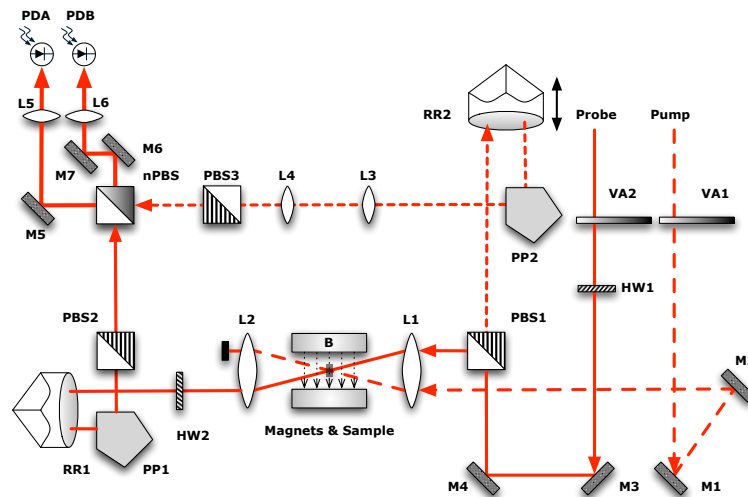 PDA PDB
L5 L6
M6
M7
nPBS
M5
PBS3 L4 L3
RR2
Probe Pump
VA2 VA1
PP2
HW1
PBS2
L2 B L1 PBS1
HW2
Magnets & Sample
RR1 PP1
M4 M3 M1